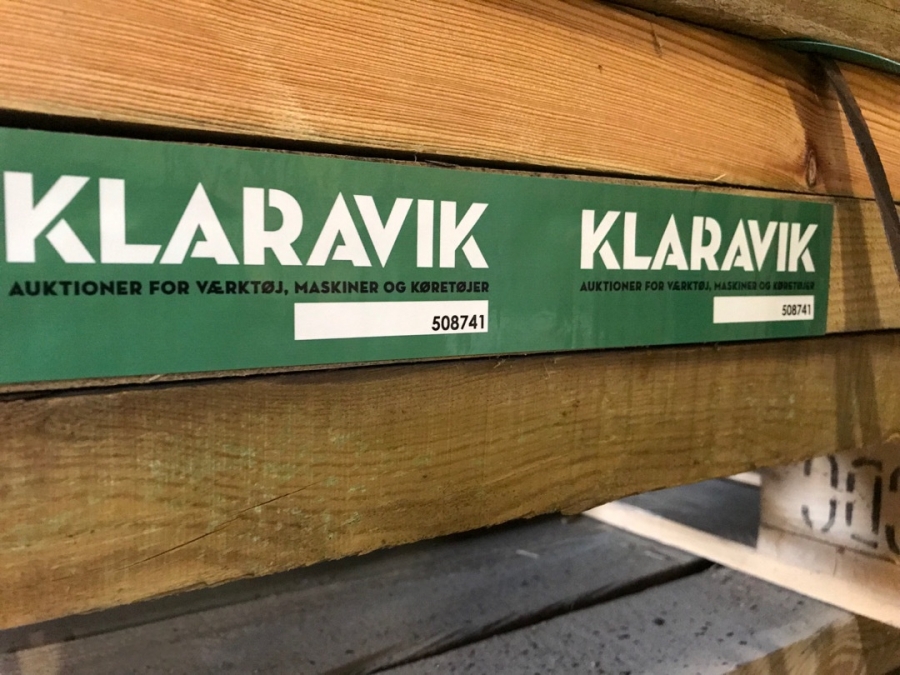 KLARAVIK
AUKTIONER FOR VÆRKTØJ, MASKINER OG KØRETØJER
508741
KLARAVIK
AUKTIONER FOR VÆRKTØJ, MASKINER OG KØRETØJER
508741